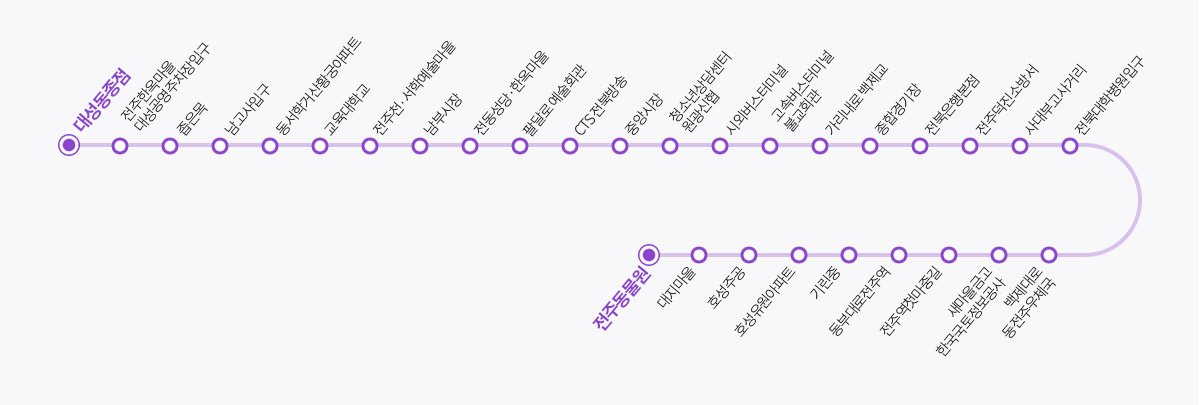 대성동종점
전주한옥마을
대성공영주차장입구
좁은목
남고사입구
동서학거산황궁아파트
교육대학교
전주천·서학예술마을
남부시장
전동성당·한옥마을
팔달로 예술회관
CTS전북방송
중앙시장
청소년상담센터
원광신협
시외버스터미널
고속버스터미널
불교회관
가리내로 백제교
종합경기장
전북은행본점
전주덕진소방서
사대부고사거리
전북대학병원입구
백제대로
동전주우체국
새마을금고
한국국토정보공사
전주역첫마중길
동부대로전주역
기린중
호성유원아파트
호성주공
대지마을
전주동물원